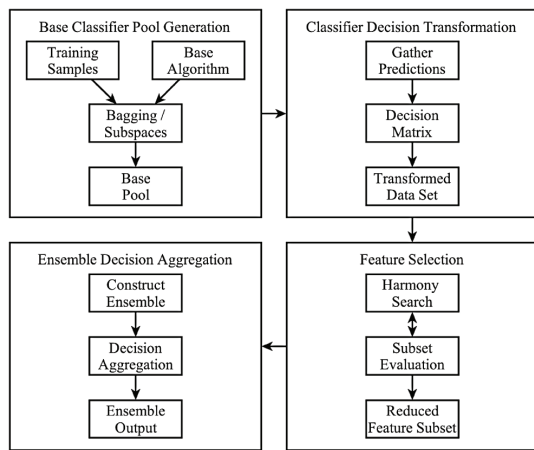 Base Classifier Pool Generation
Training
Samples
Base
Algorithm
Bagging /
Subspaces
Base
Pool
Classifier Decision Transformation
Gather
Predictions
Decision
Matrix
Transformed
Data Set
Ensemble Decision Aggregation
Construct
Ensemble
Decision
Aggregation
Ensemble
Output
Feature Selection
Harmony
Search
Subset
Evaluation
Reduced
Feature Subset